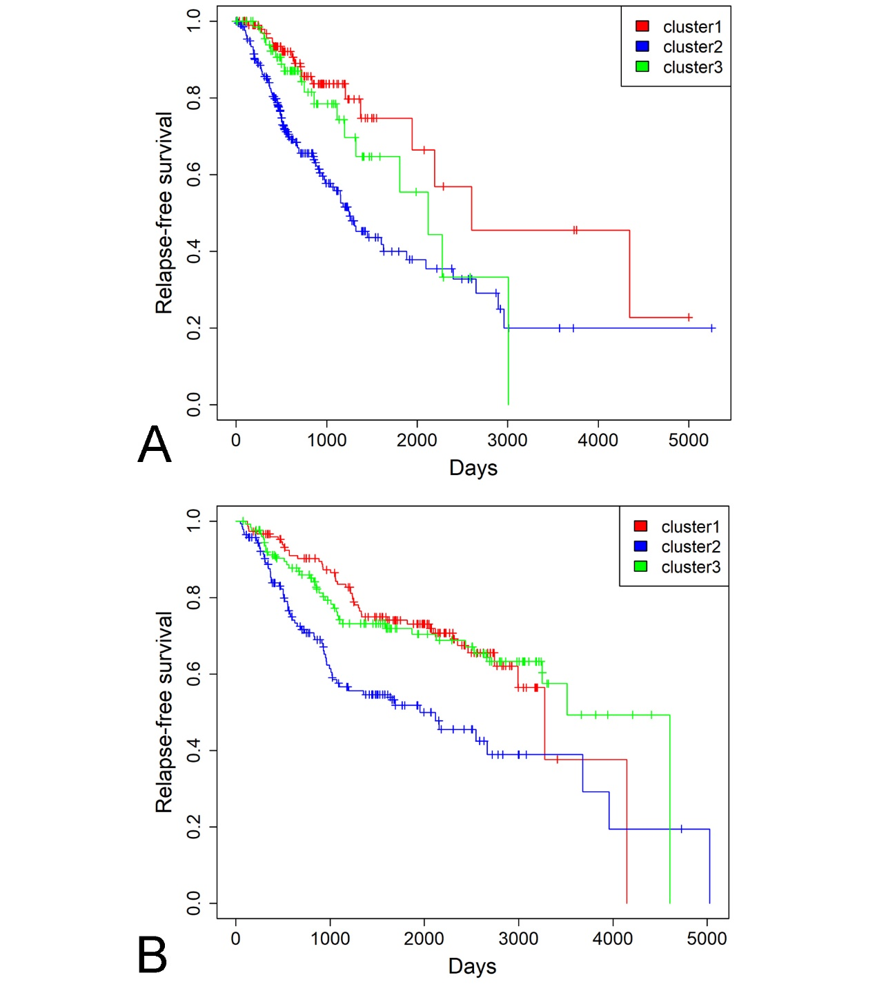 cluster1
cluster2
cluster3
Relapse-free survival
1.0
0.8
0.6
0.4
0.2
0.0
0 1000 2000 3000 4000 5000
Days
A
cluster1
cluster2
cluster3
Relapse-free survival
1.0
0.8
0.6
0.4
0.2
0.0
0 1000 2000 3000 4000 5000
Days
B